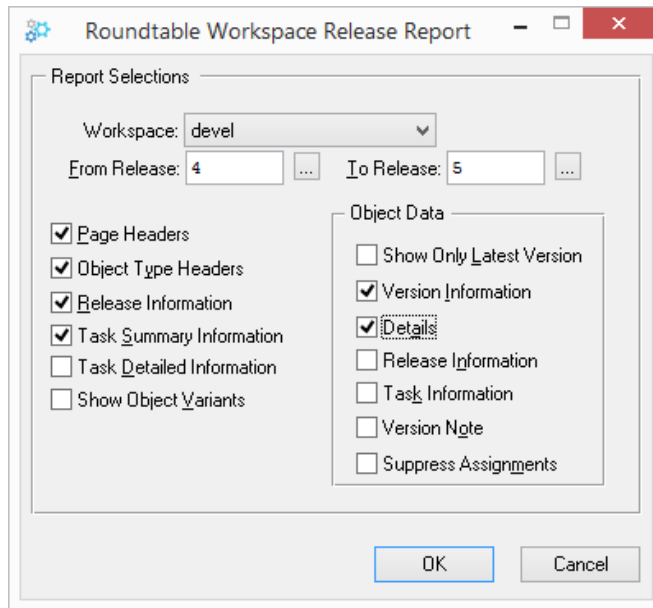 Roundtable Workspace Release Report
Report Selections
Workspace: devel
From Release: 4 ... To Release: 5 ...
Page Headers
Object Type Headers
Release Information
Task Summary Information
Task Detailed Information
Show Object Variants
Object Data
Show Only Latest Version
Version Information
Details
Release Information
Task Information
Version Note
Suppress Assignments
OK Cancel